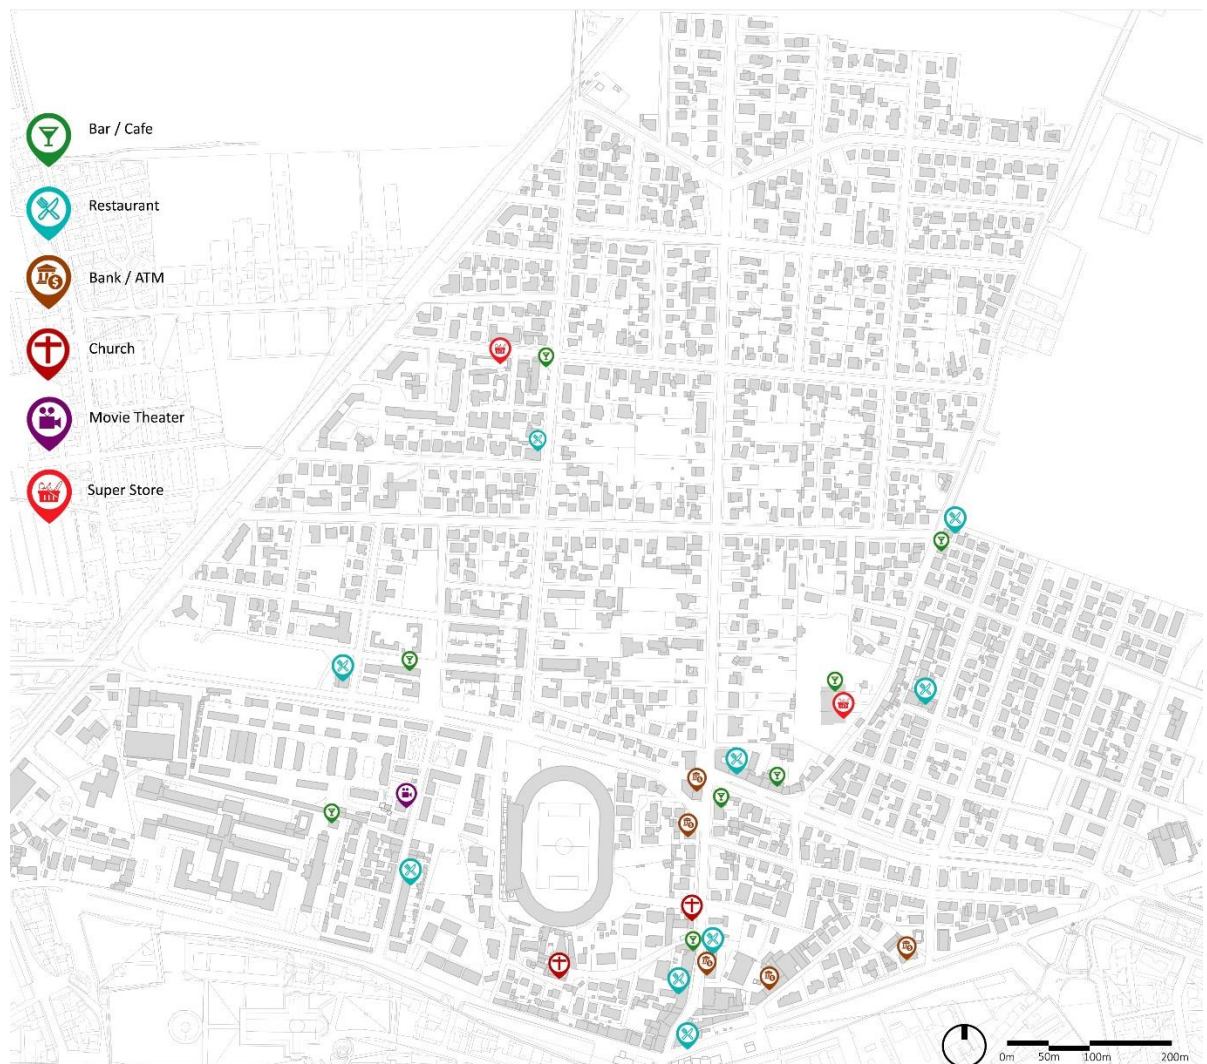 Bar / Cafe
Restaurant
Bank / ATM
Church
Movie Theater
Super Store
0m 50m 100m 200m